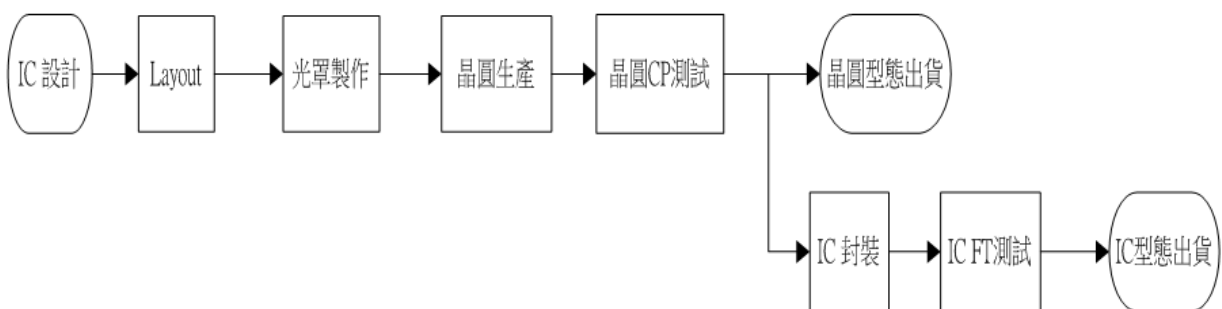 IC 設計
Layout
光罩製作
晶圓生產
晶圓CP測試
晶圓型態出貨
IC 封裝
IC FT測試
IC型態出貨